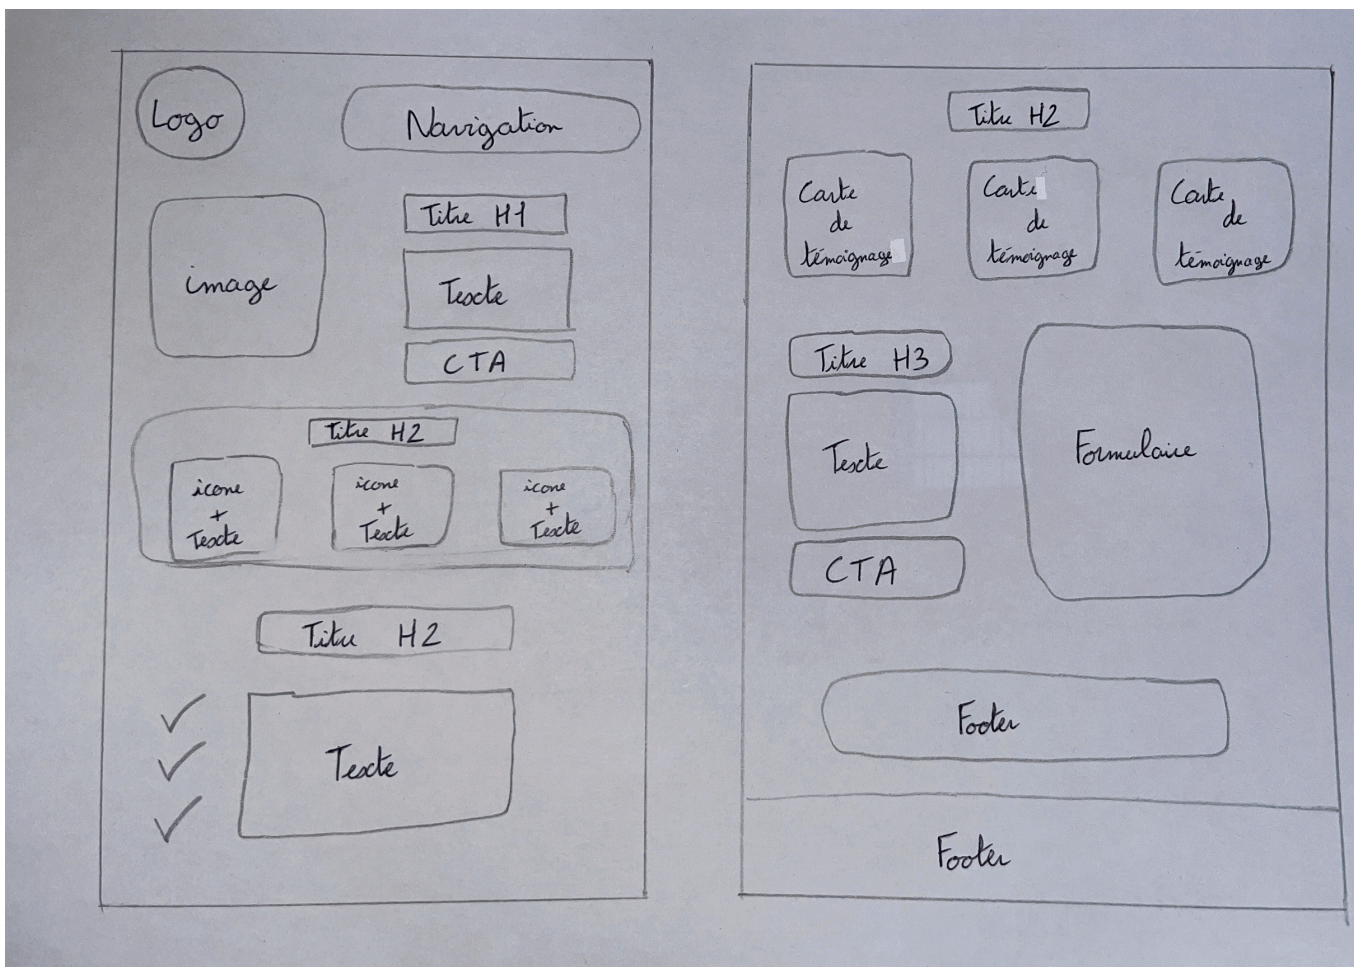 Logo
Navigation
image
Titre H1
Texte
CTA
Titre H2
icone
+
Texte
icone
+
Texte
icone
+
Texte
Titre H2
Texte
Titre H2
Carte
de
témoignage
Carte
de
témoignage
Carte
de
témoignage
Titre H3
Texte
CTA
Formulaire
Footer
Footer